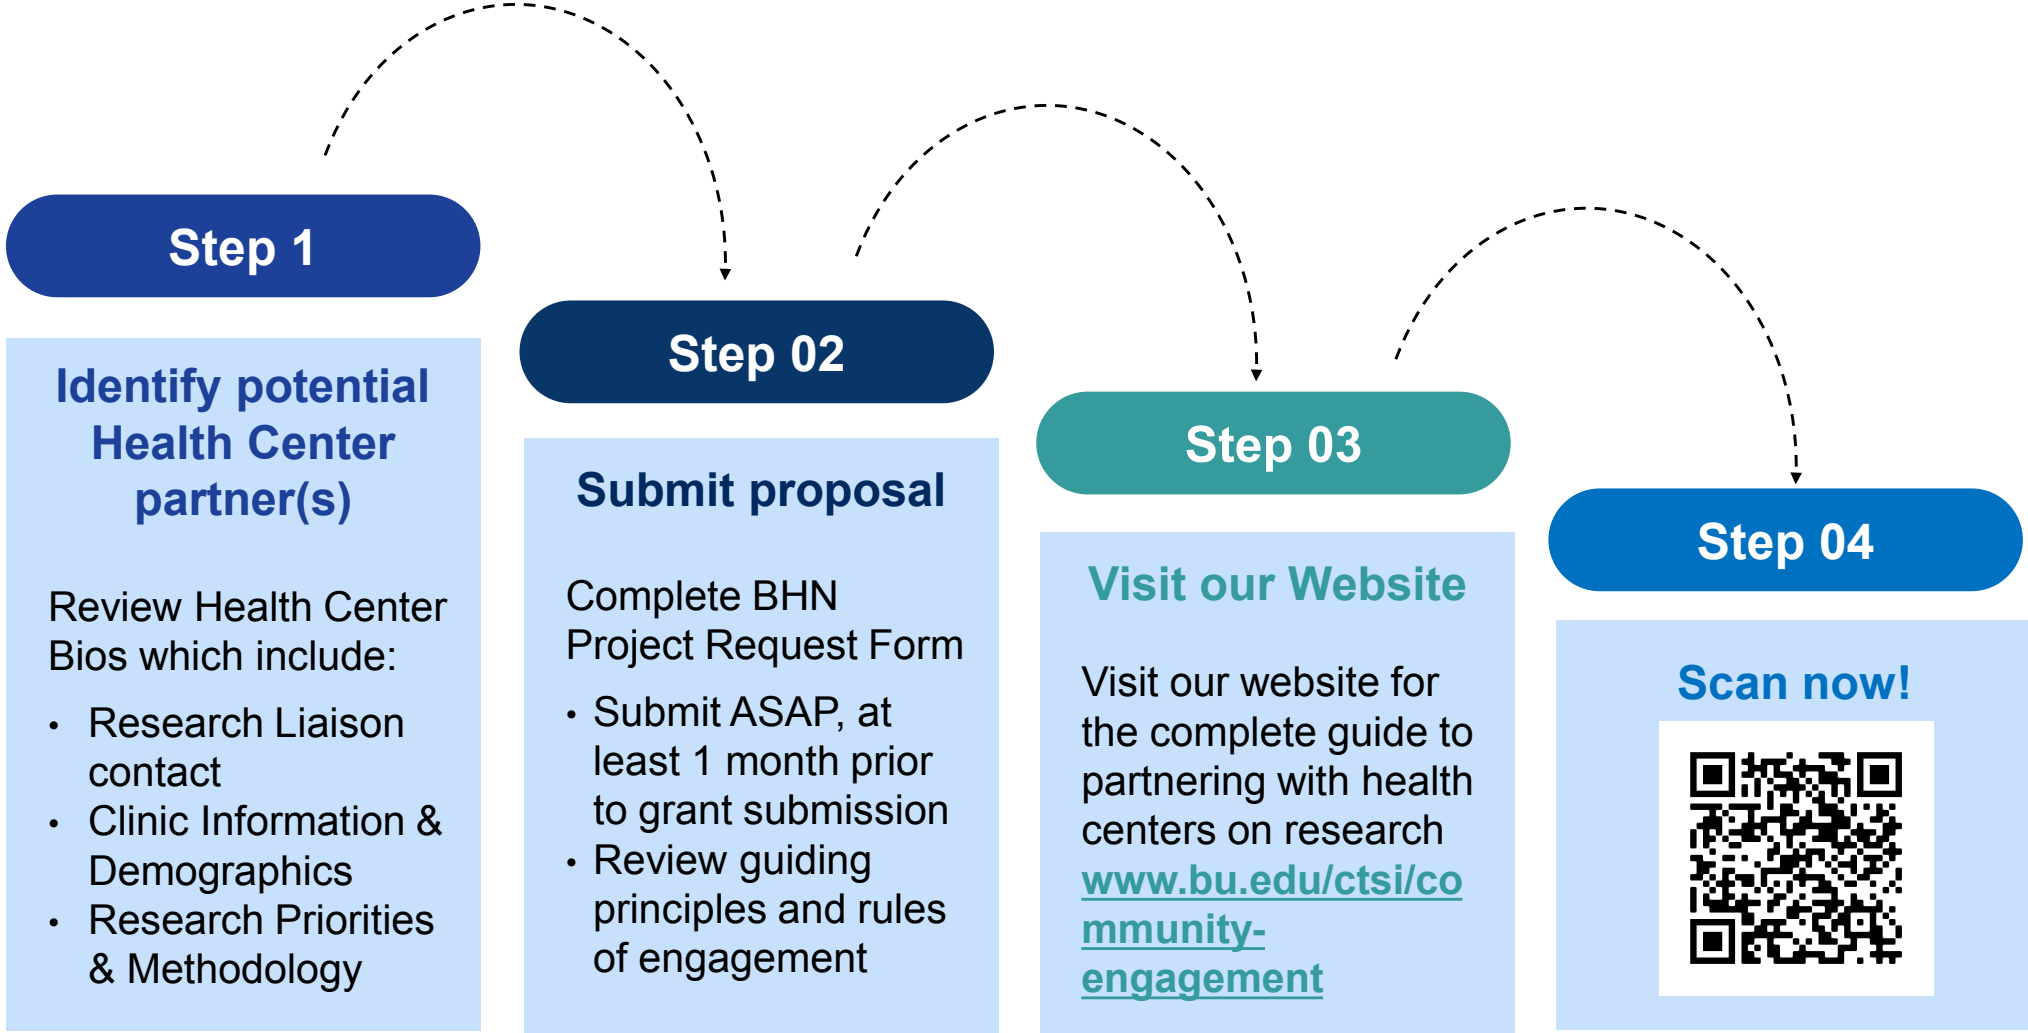 Step 1
Identify potential
Health Center
partner(s)
Review Health Center
Bios which include:
• Research Liaison
contact
• Clinic Information &
Demographics
• Research Priorities
& Methodology
Step 02
Submit proposal
Complete BHN
Project Request Form
• Submit ASAP, at
least 1 month prior
to grant submission
• Review guiding
principles and rules
of engagement
Step 03
Visit our Website
Visit our website for
the complete guide to
partnering with health
centers on research
www.bu.edu/ctsi/co
mmunity-
engagement
Step 04
Scan now!